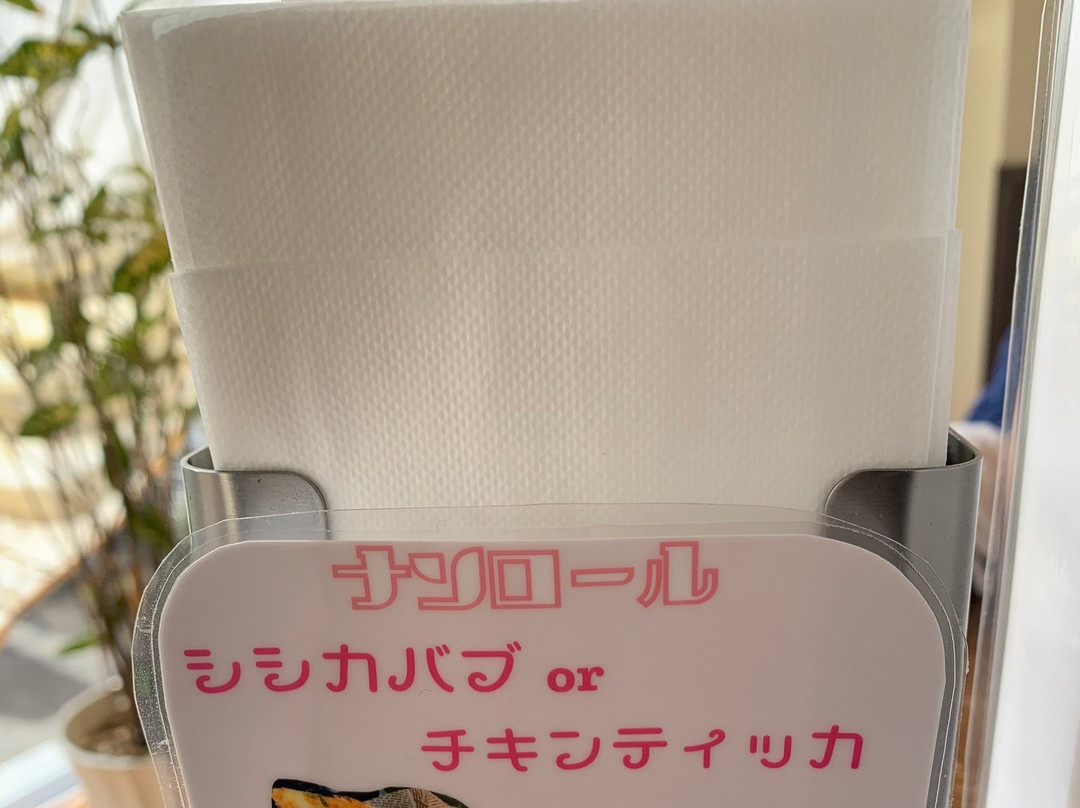 ナンロール
シシカバブ or
チキンティッカ